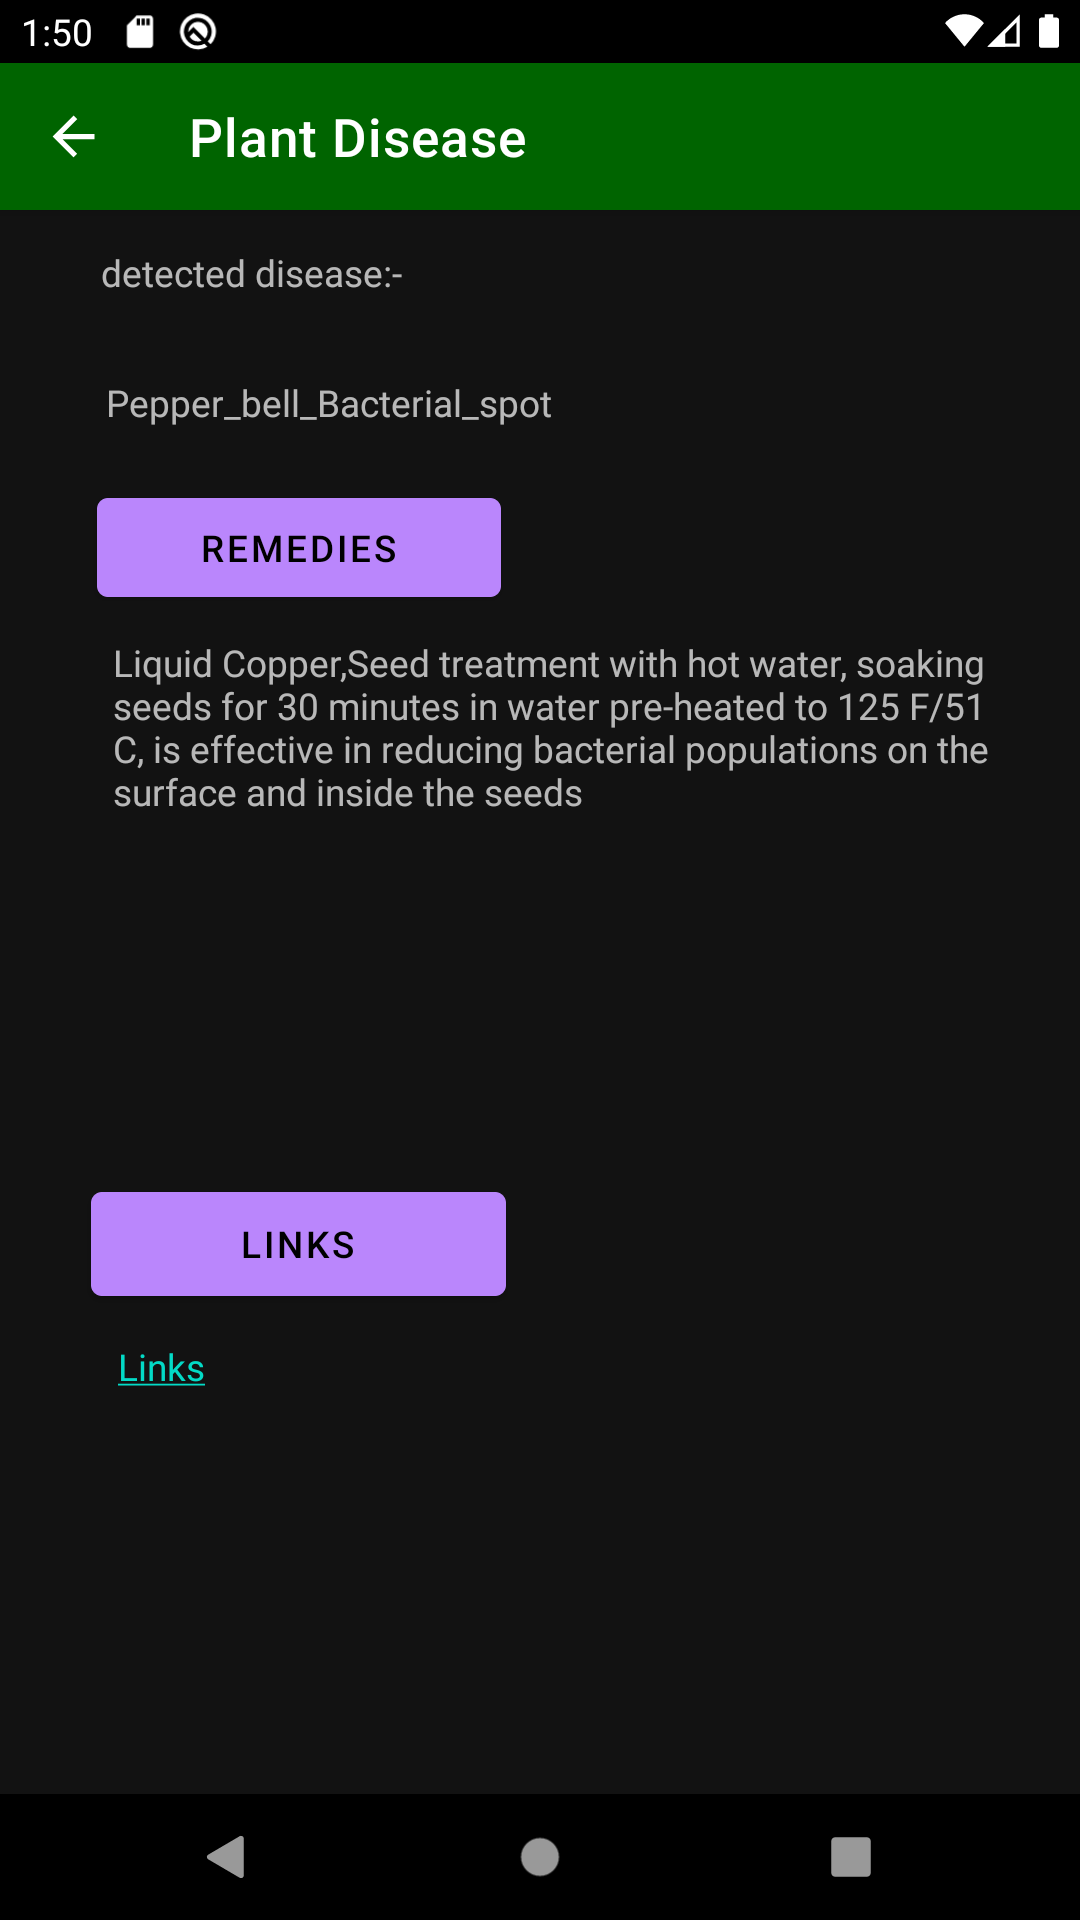 1:50
Plant Disease
detected disease:-
Pepper_bell_Bacterial_spot
REMEDIES
Liquid Copper,Seed treatment with hot water, soaking
seeds for 30 minutes in water pre-heated to 125 F/51
C, is effective in reducing bacterial populations on the
surface and inside the seeds
LINKS
Links